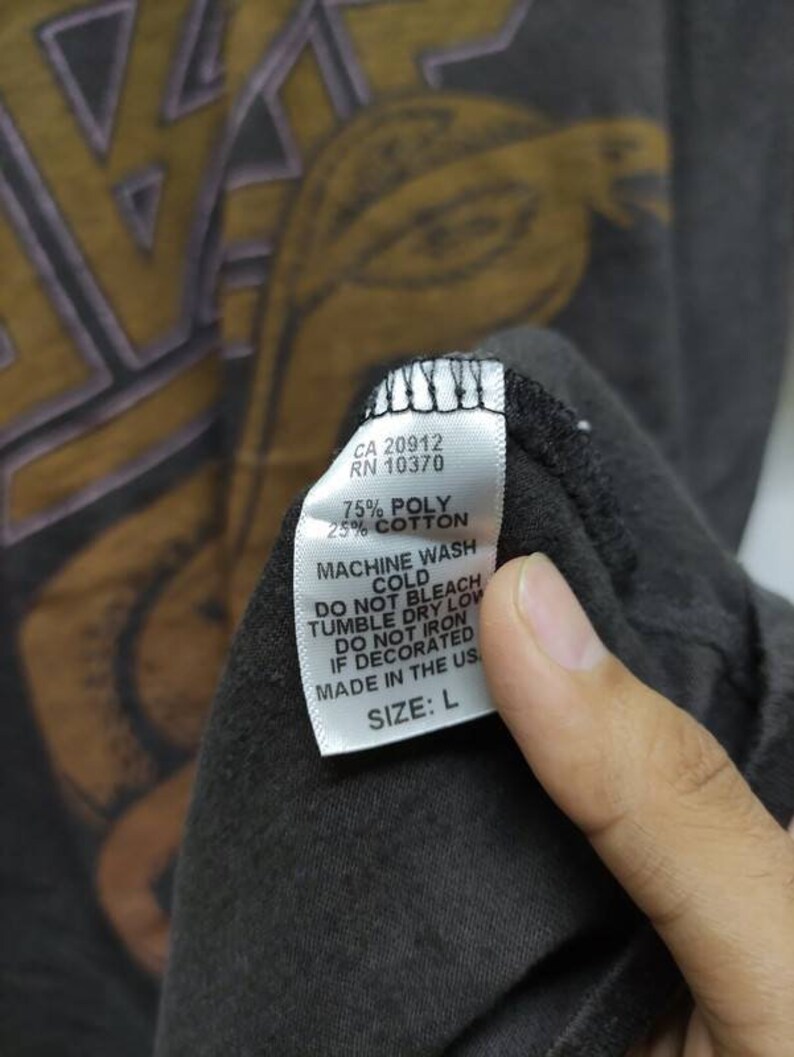 CA 20912
RN 10370
75% POLY
25% COTTON
MACHINE WASH
COLD
DO NOT BLEACH
TUMBLE DRY LOW
DO NOT IRON
IF DECORATED
MADE IN THE US
SIZE: L